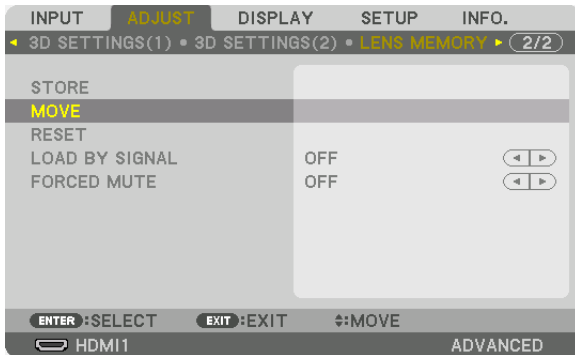 INPUT ADJUST DISPLAY SETUP INFO.
3D SETTINGS(1) • 3D SETTINGS(2) • LENS MEMORY 2/2
STORE
MOVE
RESET
LOAD BY SIGNAL OFF
FORCED MUTE OFF
ENTER :SELECT EXIT :EXIT :MOVE
HDMI1 ADVANCED